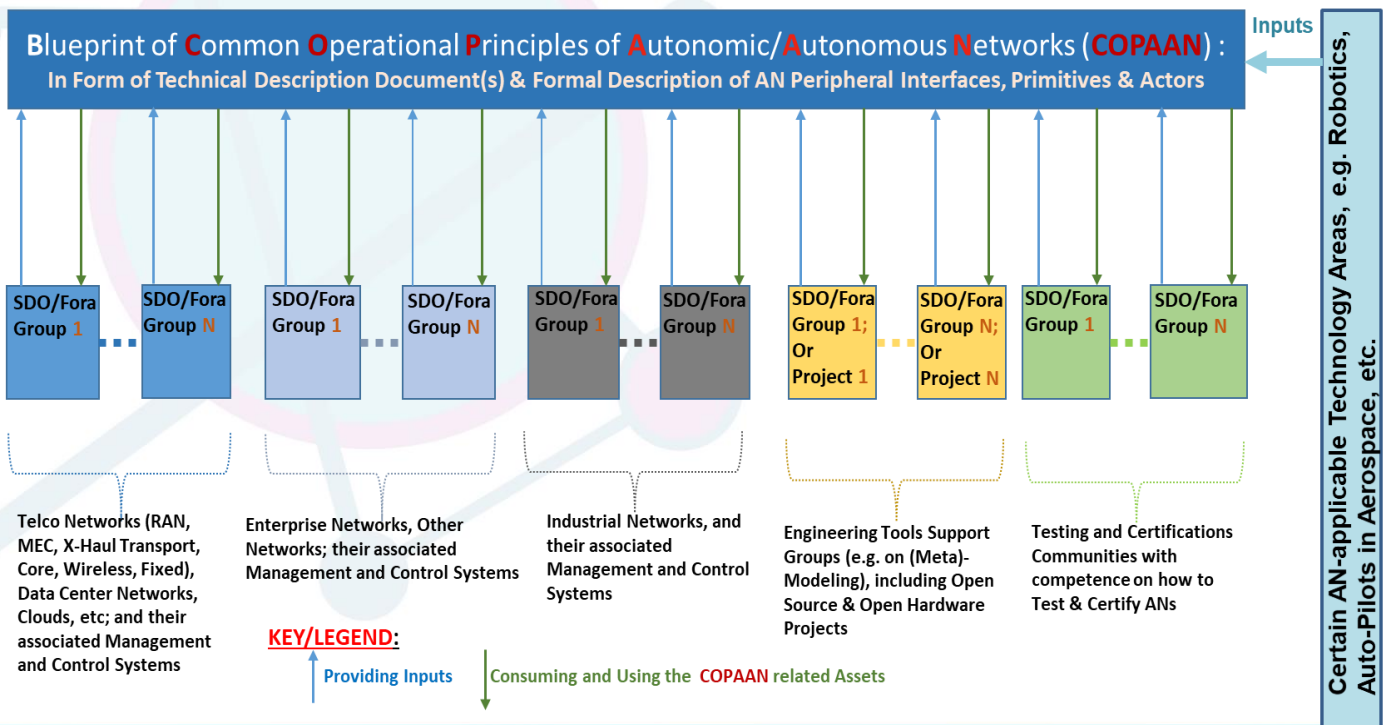 Blueprint of Common Operational Principles of Autonomic/Autonomous Networks (COPAAN) :
In Form of Technical Description Document(s) & Formal Description of AN Peripheral Interfaces, Primitives & Actors
Inputs
Certain AN-applicable Technology Areas, e.g. Robotics,
Auto-Pilots in Aerospace, etc.
SDO/Fora
Group 1
SDO/Fora
Group N
SDO/Fora
Group 1
SDO/Fora
Group N
SDO/Fora
Group 1
SDO/Fora
Group N
SDO/Fora
Group 1;
Or
Project 1
SDO/Fora
Group N;
Or
Project N
SDO/Fora
Group 1
SDO/Fora
Group N
Telco Networks (RAN,
MEC, X-Haul Transport,
Core, Wireless, Fixed),
Data Center Networks,
Clouds, etc; and their
associated Management
and Control Systems
Enterprise Networks, Other
Networks; their associated
Management and Control Systems
Industrial Networks, and
their associated
Management and Control
Systems
Engineering Tools Support
Groups (e.g. on (Meta)-
Modeling), including Open
Source & Open Hardware
Projects
Testing and Certifications
Communities with
competence on how to
Test & Certify ANs
KEY/LEGEND:
Providing Inputs
Consuming and Using the COPAAN related Assets